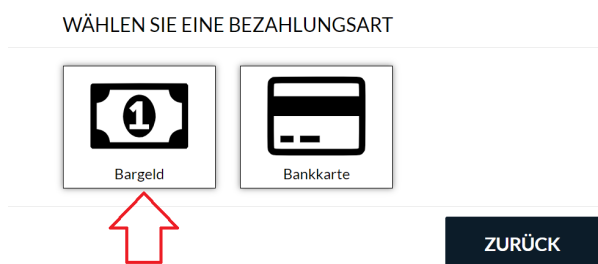 WÄHLEN SIE EINE BEZAHLUNGSART
1
Bargeld
Bankkarte
ZURÜCK